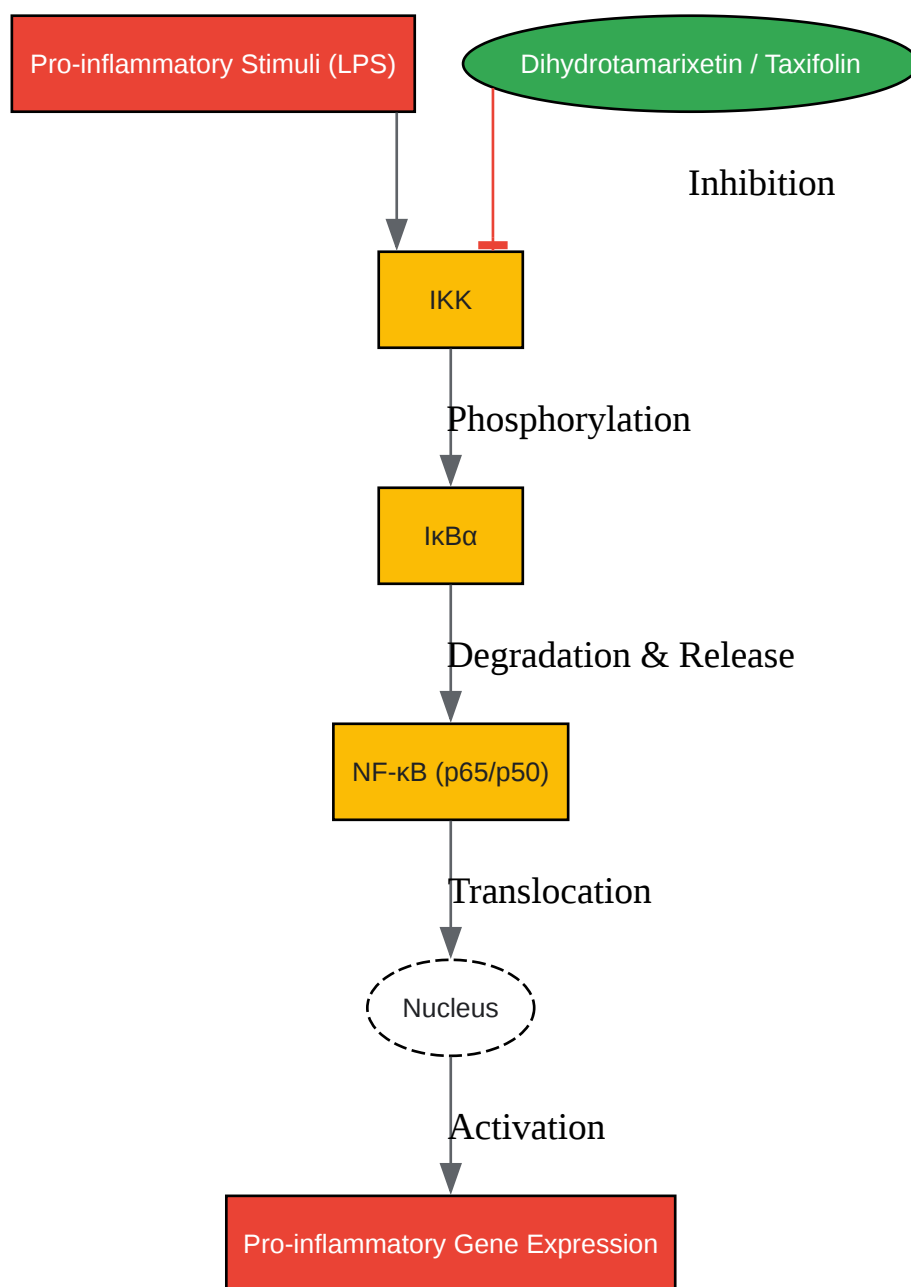 Pro-inflammatory Stimuli (LPS)
Dihydrotamarixetin / Taxifolin
Inhibition
IKK
Phosphorylation
IκBα
Degradation & Release
NF-κB (p65/p50)
Translocation
Nucleus
Activation
Pro-inflammatory Gene Expression